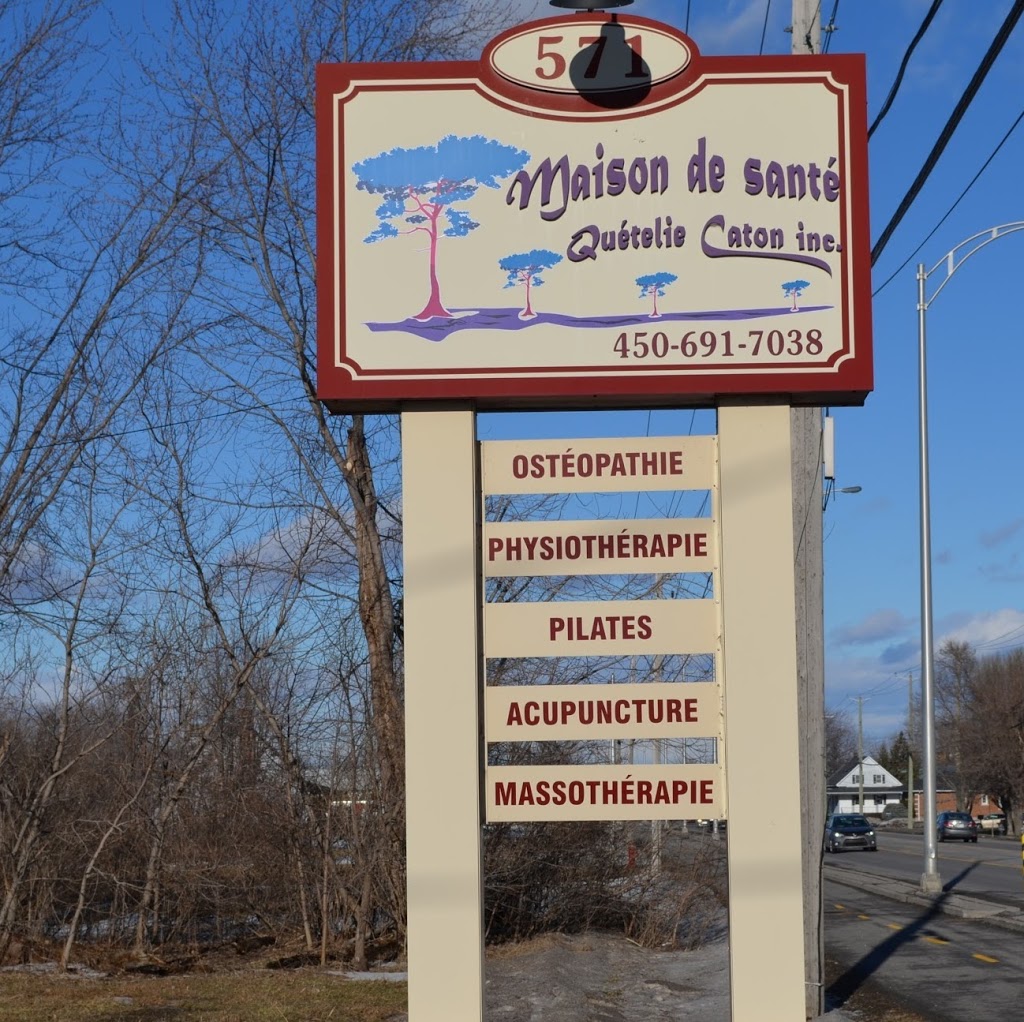 571
Maison de santé
Quételie Caton inc.
450-691-7038
OSTÉOPATHIE
PHYSIOTHÉRAPIE
PILATES
ACUPUNCTURE
MASSOTHÉRAPIE